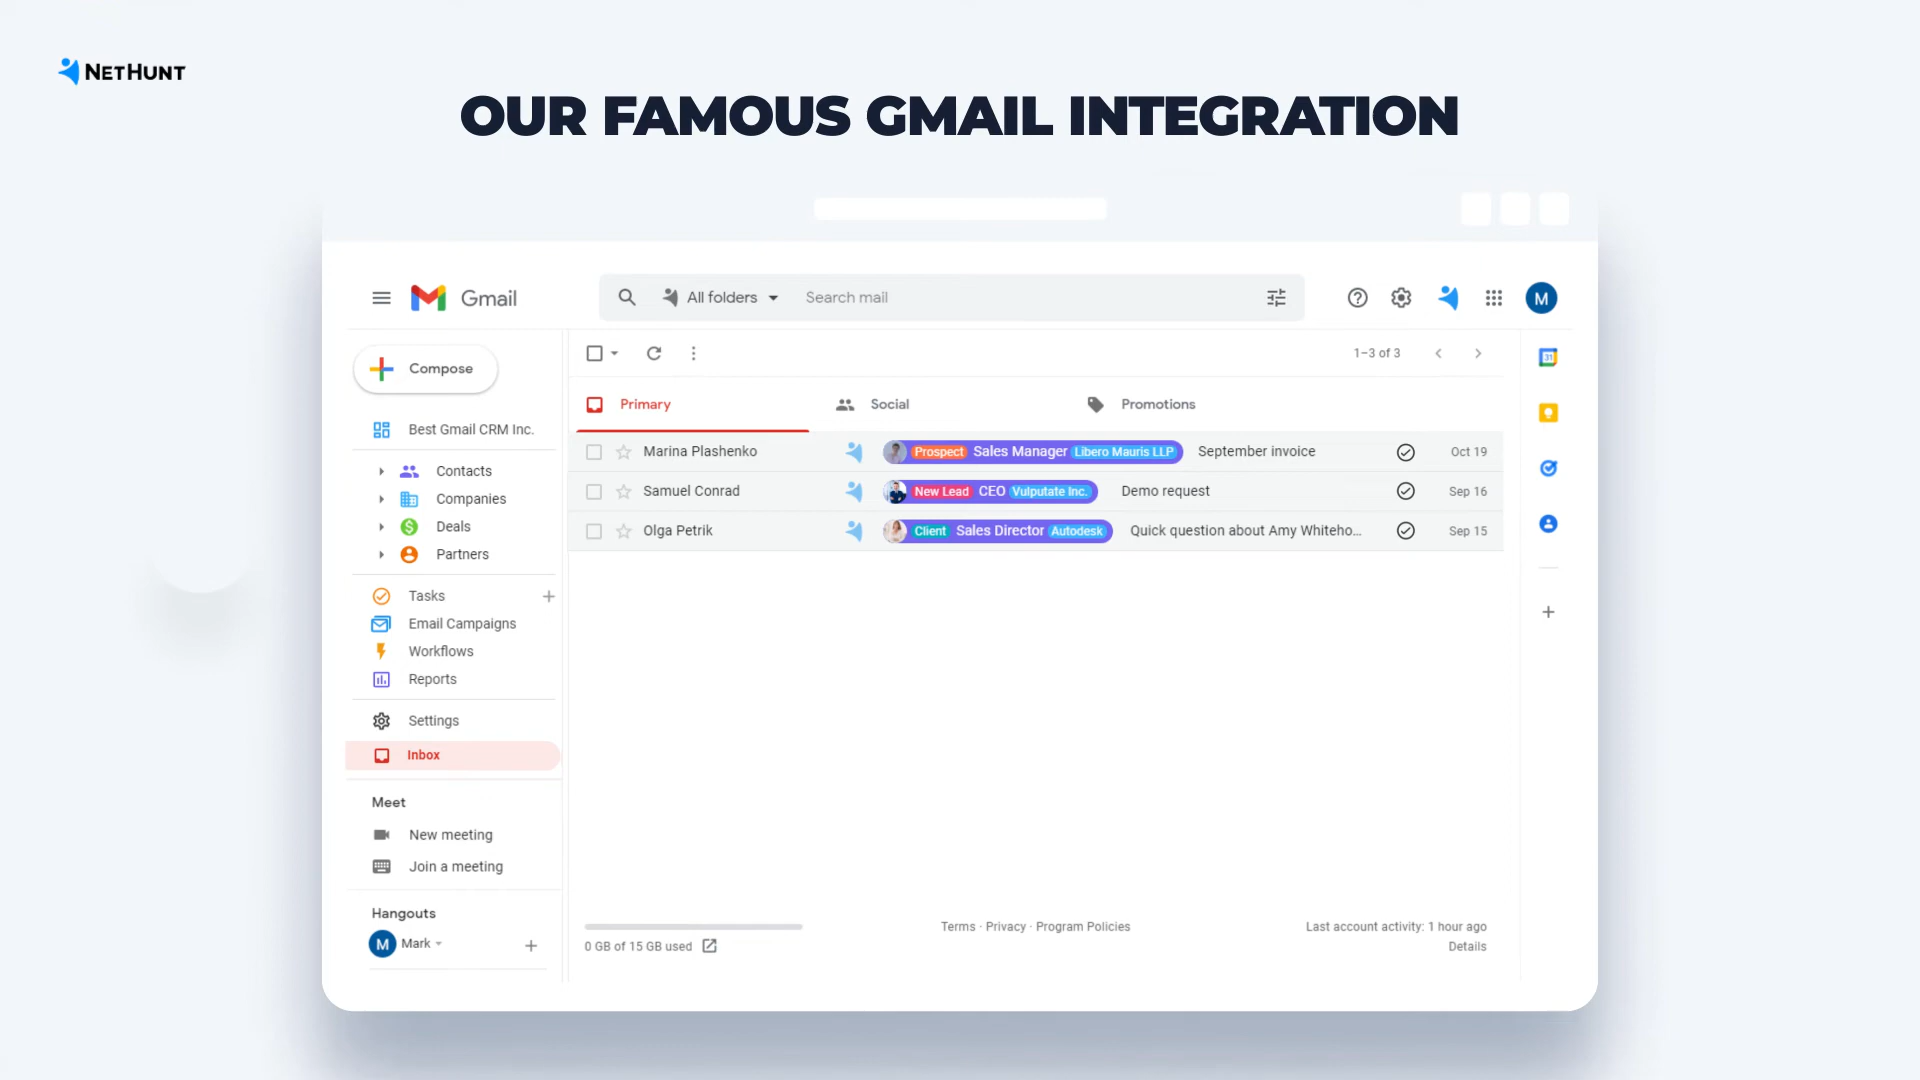 NETHUNT
OUR FAMOUS GMAIL INTEGRATION
Gmail
All folders
Search mail
M
Compose
1–3 of 3
31
Primary
Social
Promotions
Best Gmail CRM Inc.
Marina Plashenko
Prospect Sales Manager Libero Mauris LLP
September invoice
Oct 19
Contacts
Samuel Conrad
New Lead CEO Vulputate Inc.
Demo request
Sep 16
Companies
Olga Petrik
Client Sales Director Autodesk
Quick question about Amy Whiteho...
Sep 15
Deals
Partners
Tasks
Email Campaigns
Workflows
Reports
Settings
Inbox
Meet
New meeting
Join a meeting
Hangouts
M Mark
0 GB of 15 GB used
Terms · Privacy · Program Policies
Last account activity: 1 hour ago
Details